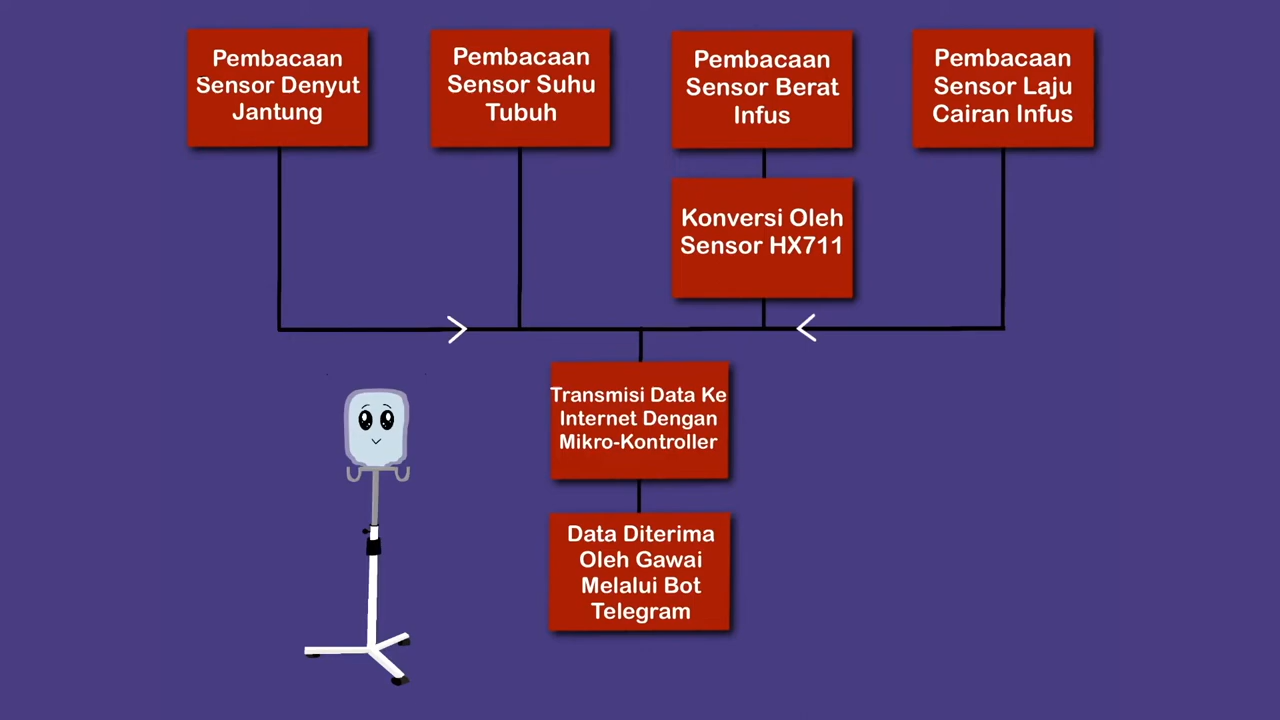 Pembacaan
Sensor Denyut
Jantung
Pembacaan
Sensor Suhu
Tubuh
Pembacaan
Sensor Berat
Infus
Pembacaan
Sensor Laju
Cairan Infus
Konversi Oleh
Sensor HX711
Transmisi Data Ke
Internet Dengan
Mikro-Kontroller
Data Diterima
Oleh Gawai
Melalui Bot
Telegram